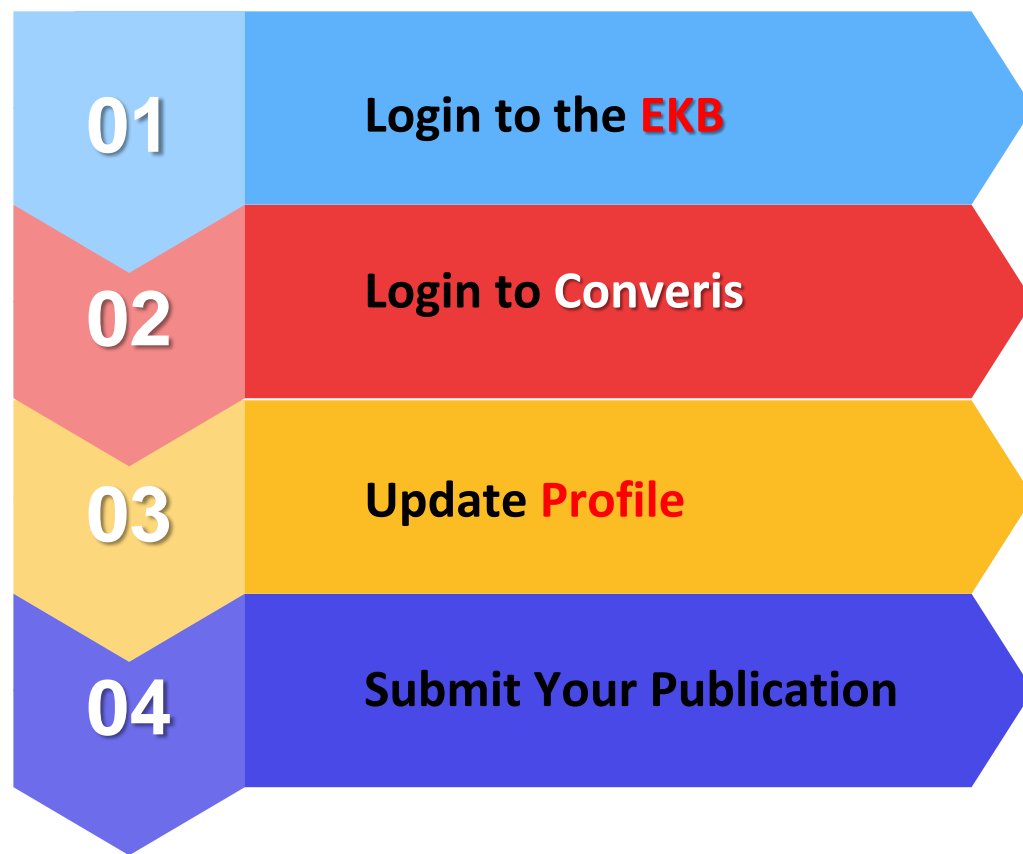 01
Login to the EKB
02
Login to Converis
03
Update Profile
04
Submit Your Publication